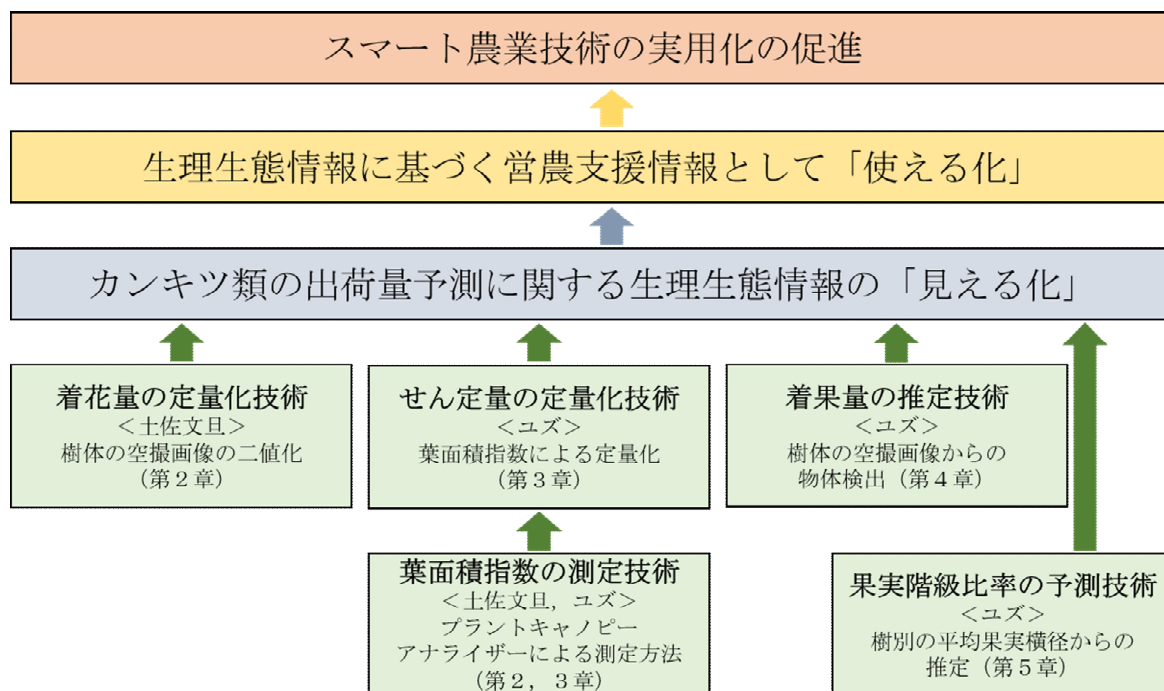 スマート農業技術の実用化の促進
生理生態情報に基づく営農支援情報として「使える化」
カンキツ類の出荷量予測に関する生理生態情報の「見える化」
着花量の定量化技術
＜土佐文旦＞
樹体の空撮画像の二値化
（第２章）
せん定量の定量化技術
＜ユズ＞
葉面積指数による定量化
（第３章）
着果量の推定技術
＜ユズ＞
樹体の空撮画像からの
物体検出（第４章）
葉面積指数の測定技術
＜土佐文旦，ユズ＞
プラントキャノピー
アナライザーによる測定方法
（第２，３章）
果実階級比率の予測技術
＜ユズ＞
樹別の平均果実横径からの
推定（第５章）